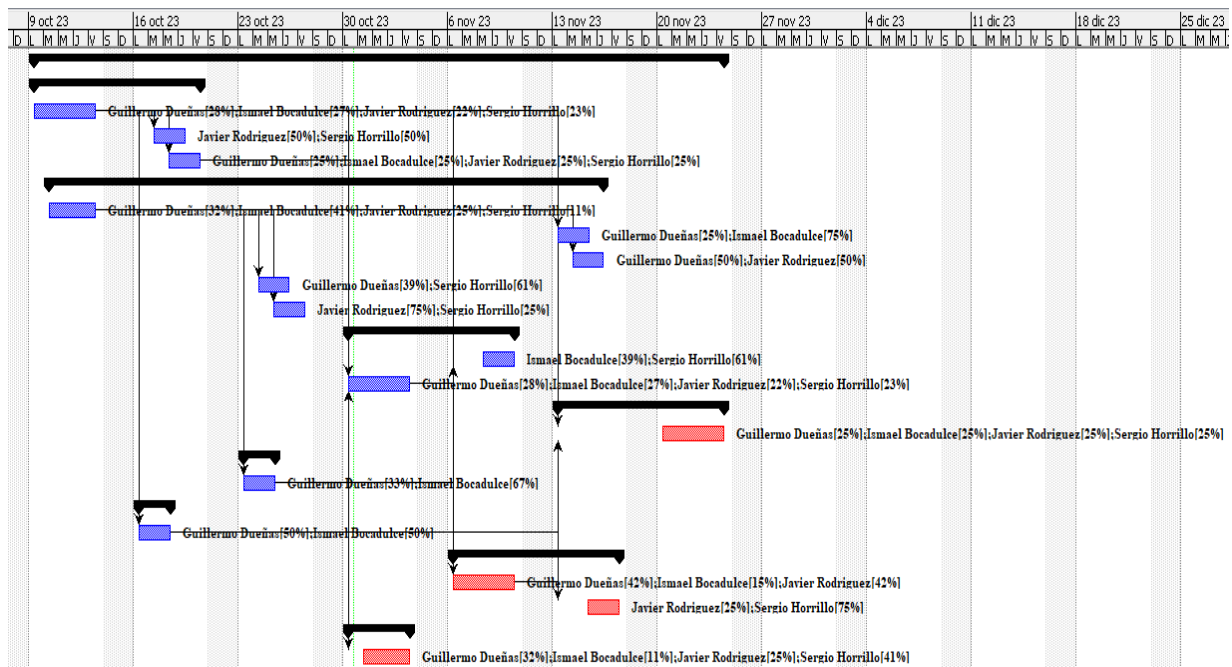 9 oct 23 16 oct 23 23 oct 23 30 oct 23 6 nov 23 13 nov 23 20 nov 23 27 nov 23 4 dic 23 11 dic 23 18 dic 23 25 dic 23
D L M M J V S D L M M J V S D L M M J V S D L M M J V S D L M M J V S D L M M J V S D L M M J V S D L M M J V S D L M M J V S D L M M J V S D L M M J V S D L M M
Guillermo Dueñas[28%];Ismael Bocadulce[27%];Javier Rodriguez[22%];Sergio Horrillo[23%]
Javier Rodriguez[50%];Sergio Horrillo[50%]
Guillermo Dueñas[25%];Ismael Bocadulce[25%];Javier Rodriguez[25%];Sergio Horrillo[25%]
Guillermo Dueñas[32%];Ismael Bocadulce[41%];Javier Rodriguez[25%];Sergio Horrillo[11%]
Guillermo Dueñas[25%];Ismael Bocadulce[75%]
Guillermo Dueñas[50%];Javier Rodriguez[50%]
Guillermo Dueñas[39%];Sergio Horrillo[61%]
Javier Rodriguez[75%];Sergio Horrillo[25%]
Ismael Bocadulce[39%];Sergio Horrillo[61%]
Guillermo Dueñas[28%];Ismael Bocadulce[27%];Javier Rodriguez[22%];Sergio Horrillo[23%]
Guillermo Dueñas[25%];Ismael Bocadulce[25%];Javier Rodriguez[25%];Sergio Horrillo[25%]
Guillermo Dueñas[33%];Ismael Bocadulce[67%]
Guillermo Dueñas[50%];Ismael Bocadulce[50%]
Guillermo Dueñas[42%];Ismael Bocadulce[15%];Javier Rodriguez[42%]
Javier Rodriguez[25%];Sergio Horrillo[75%]
Guillermo Dueñas[32%];Ismael Bocadulce[11%];Javier Rodriguez[25%];Sergio Horrillo[41%]